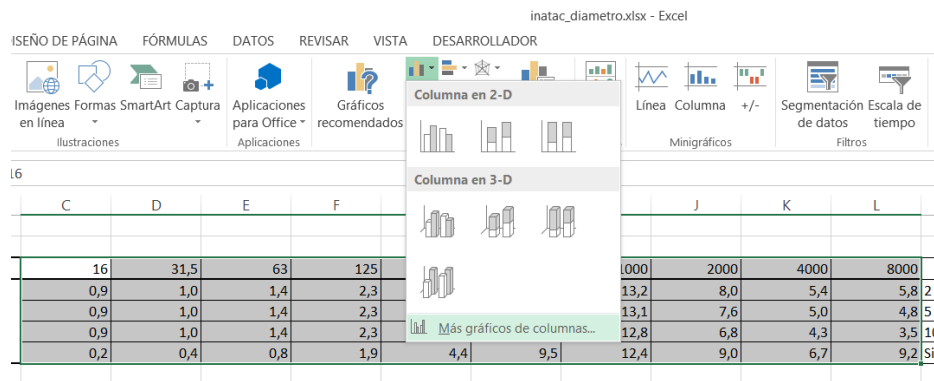 inatac_diametro.xlsx - Excel
ISEÑO DE PÁGINA FÓRMULAS DATOS REVISAR VISTA DESARROLLADOR
Imágenes en línea Formas SmartArt Captura
Aplicaciones para Office
Gráficos recomendados
Línea Columna +/-
Segmentación de datos Escala de tiempo
Ilustraciones Aplicaciones Minigráficos Filtros
Columna en 2-D
Columna en 3-D
Más gráficos de columnas...
16
C D E F J K L
16 31,5 63 125 1000 2000 4000 8000
0,9 1,0 1,4 2,3 13,2 8,0 5,4 5,8 2
0,9 1,0 1,4 2,3 13,1 7,6 5,0 4,8 5
0,9 1,0 1,4 2,3 12,8 6,8 4,3 3,5 10
0,2 0,4 0,8 1,9 4,4 9,5 12,4 9,0 6,7 9,2 Si